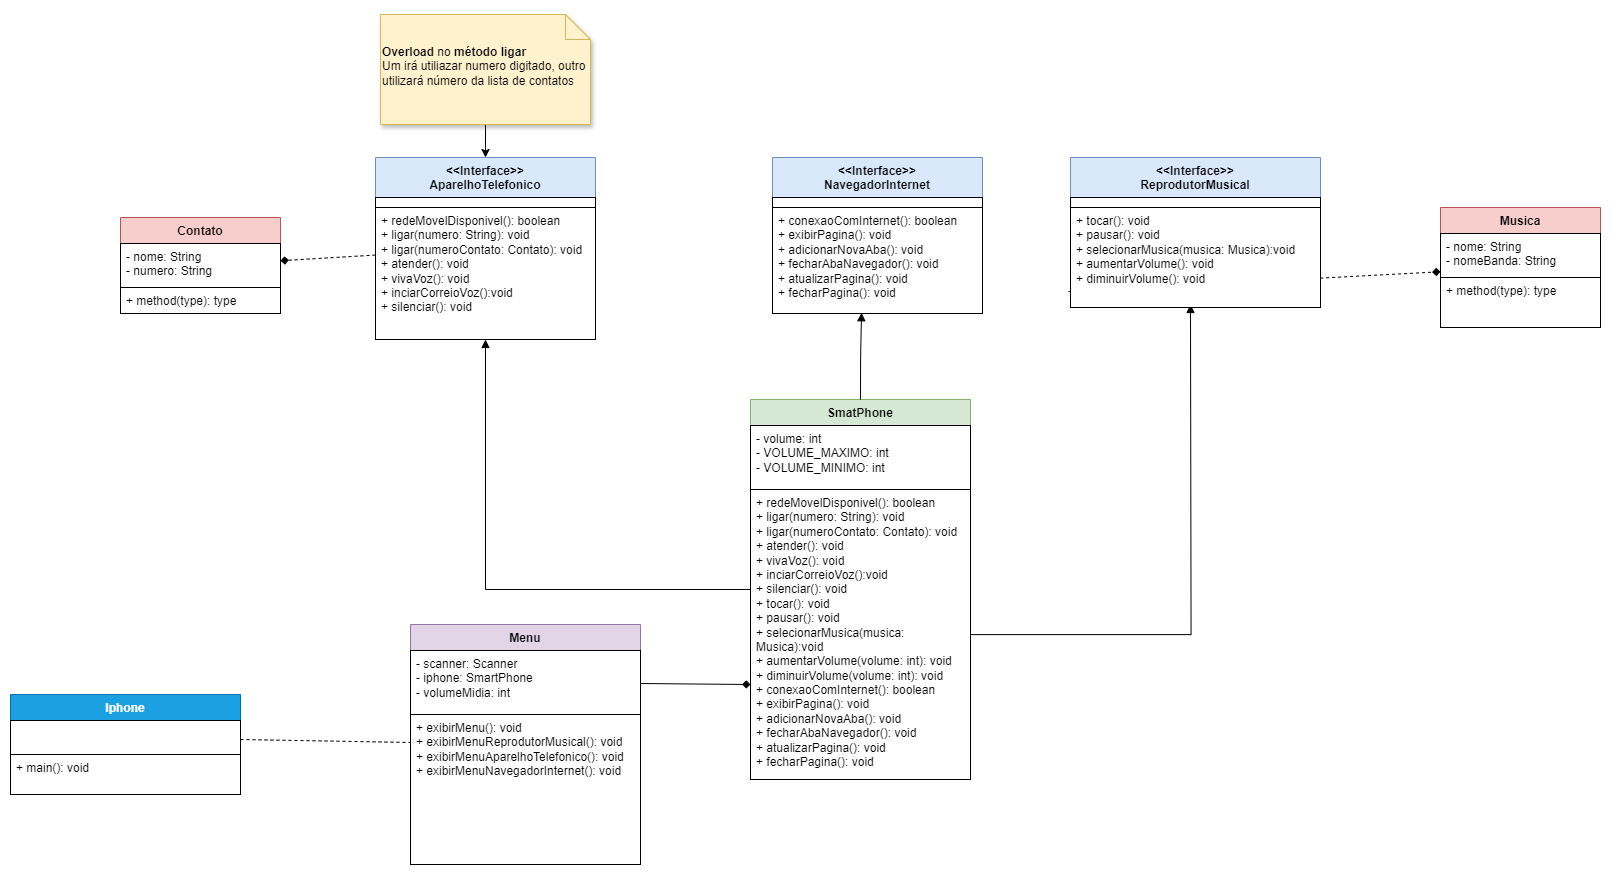 Overload no método ligar
Um irá utiliazar numero digitado, outro
utilizará número da lista de contatos
<<Interface>>
AparelhoTelefonico
+ redeMovelDisponivel(): boolean
+ ligar(numero: String): void
+ ligar(numeroContato: Contato): void
+ atender(): void
+ vivaVoz(): void
+ inciarCorreioVoz():void
+ silenciar(): void
<<Interface>>
NavegadorInternet
+ conexaoComInternet(): boolean
+ exibirPagina(): void
+ adicionarNovaAba(): void
+ fecharAbaNavegador(): void
+ atualizarPagina(): void
+ fecharPagina(): void
<<Interface>>
ReprodutorMusical
+ tocar(): void
+ pausar(): void
+ selecionarMusica(musica: Musica):void
+ aumentarVolume(): void
+ diminuirVolume(): void
Contato
- nome: String
- numero: String
+ method(type): type
Musica
- nome: String
- nomeBanda: String
+ method(type): type
SmatPhone
- volume: int
- VOLUME_MAXIMO: int
- VOLUME_MINIMO: int
+ redeMovelDisponivel(): boolean
+ ligar(numero: String): void
+ ligar(numeroContato: Contato): void
+ atender(): void
+ vivaVoz(): void
+ inciarCorreioVoz():void
+ silenciar(): void
+ tocar(): void
+ pausar(): void
+ selecionarMusica(musica:
Musica):void
+ aumentarVolume(volume: int): void
+ diminuirVolume(volume: int): void
+ conexaoComInternet(): boolean
+ exibirPagina(): void
+ adicionarNovaAba(): void
+ fecharAbaNavegador(): void
+ atualizarPagina(): void
+ fecharPagina(): void
Menu
- scanner: Scanner
- iphone: SmartPhone
- volumeMidia: int
+ exibirMenu(): void
+ exibirMenuReprodutorMusical(): void
+ exibirMenuAparelhoTelefonico(): void
+ exibirMenuNavegadorInternet(): void
Iphone
+ main(): void